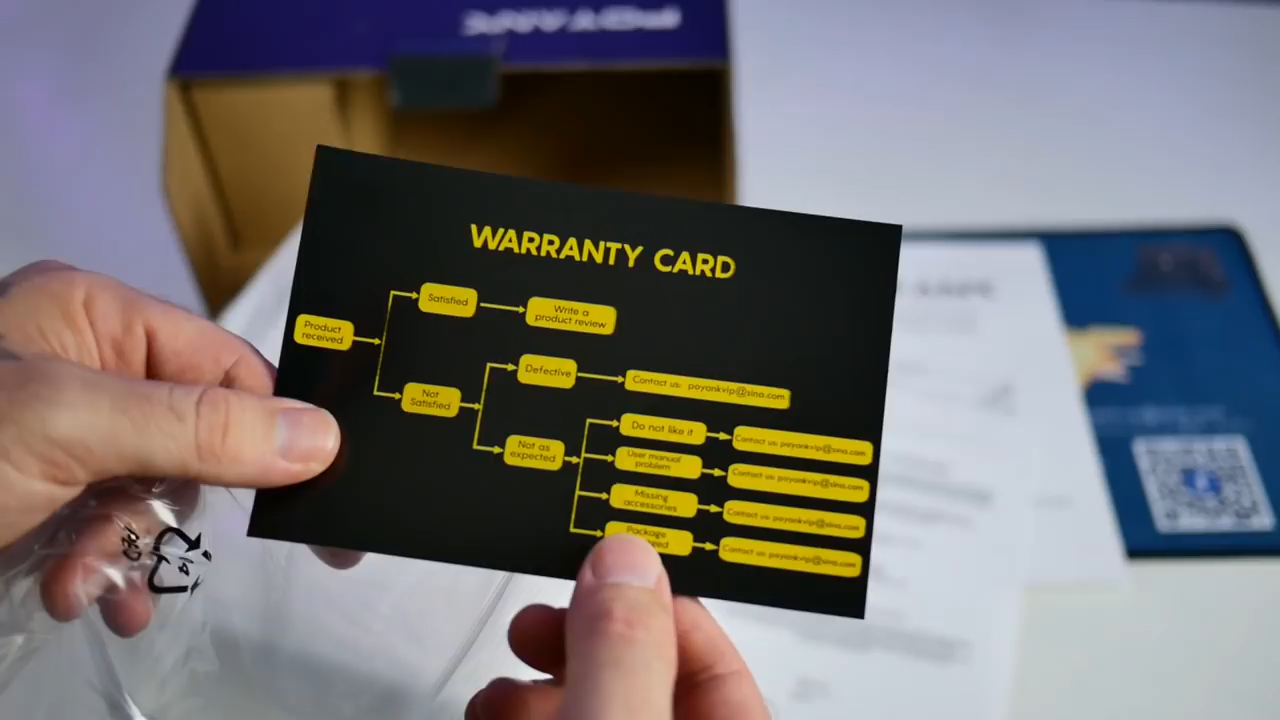 POYANK
WARRANTY CARD
Product
received
Satisfied
Write a
product review
Not
Satisfied
Defective
Contact us: poyankvip@sina.com
Not as
expected
Do not like it
Contact us: poyankvip@sina.com
User manual
problem
Contact us: poyankvip@sina.com
Missing
accessories
Contact us: poyankvip@sina.com
Package
Contact us: poyankvip@sina.com